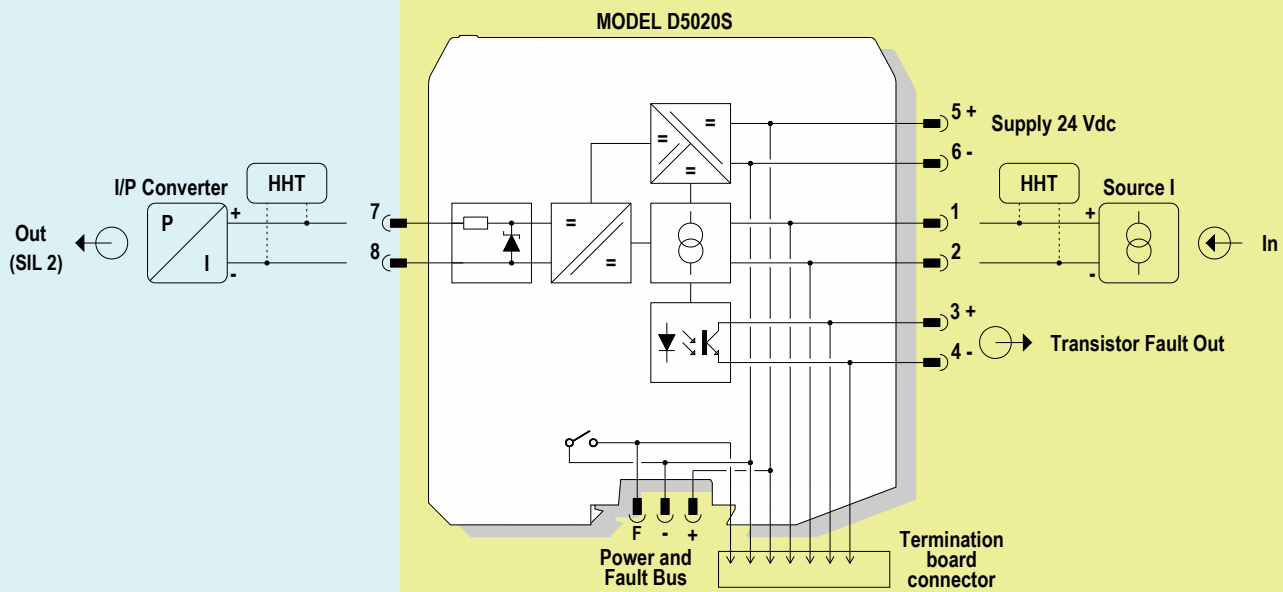 MODEL D5020S
5 +
Supply 24 Vdc
6 -
I/P Converter
HHT
HHT
Source I
P
I
+
-
7
8
=
=
=
=
=
1
2
+
-
Out
(SIL 2)
In
3 +
4 -
Transistor Fault Out
F
-
+
Power and
Fault Bus
Termination
board
connector